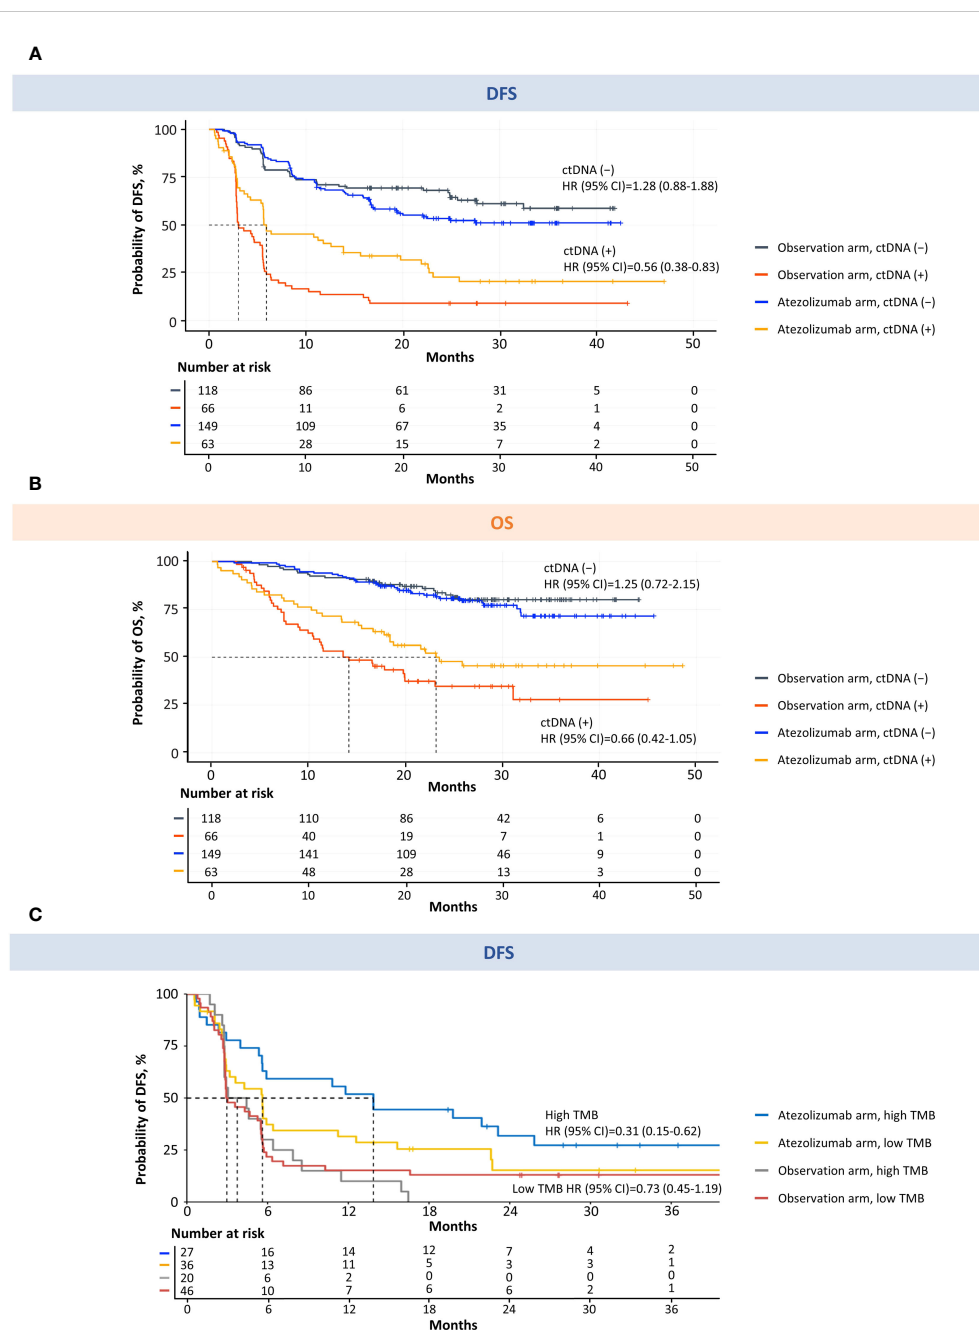 A
DFS
100
75
50
25
0
Probability of DFS, %
ctDNA (−)
HR (95% CI)=1.28 (0.88-1.88)
ctDNA (+)
HR (95% CI)=0.56 (0.38-0.83)
Observation arm, ctDNA (−)
Observation arm, ctDNA (+)
Atezolizumab arm, ctDNA (−)
Atezolizumab arm, ctDNA (+)
0 10 20 30 40 50
Months
Number at risk
118 86 61 31 5 0
66 11 6 2 1 0
149 109 67 35 4 0
63 28 15 7 2 0
0 10 20 30 40 50
Months
B
OS
100
75
50
25
0
Probability of OS, %
ctDNA (−)
HR (95% CI)=1.25 (0.72-2.15)
ctDNA (+)
HR (95% CI)=0.66 (0.42-1.05)
Observation arm, ctDNA (−)
Observation arm, ctDNA (+)
Atezolizumab arm, ctDNA (−)
Atezolizumab arm, ctDNA (+)
0 10 20 30 40 50
Months
Number at risk
118 110 86 42 6 0
66 40 19 7 1 0
149 141 109 46 9 0
63 48 28 13 3 0
0 10 20 30 40 50
Months
C
DFS
100
75
50
25
0
Probability of DFS, %
High TMB
HR (95% CI)=0.31 (0.15-0.62)
Low TMB HR (95% CI)=0.73 (0.45-1.19)
Atezolizumab arm, high TMB
Atezolizumab arm, low TMB
Observation arm, high TMB
Observation arm, low TMB
0 6 12 18 24 30 36
Months
Number at risk
27 16 14 12 7 4 2
36 13 11 5 3 3 1
20 6 2 0 0 0 0
46 10 7 6 6 2 1
0 6 12 18 24 30 36
Months